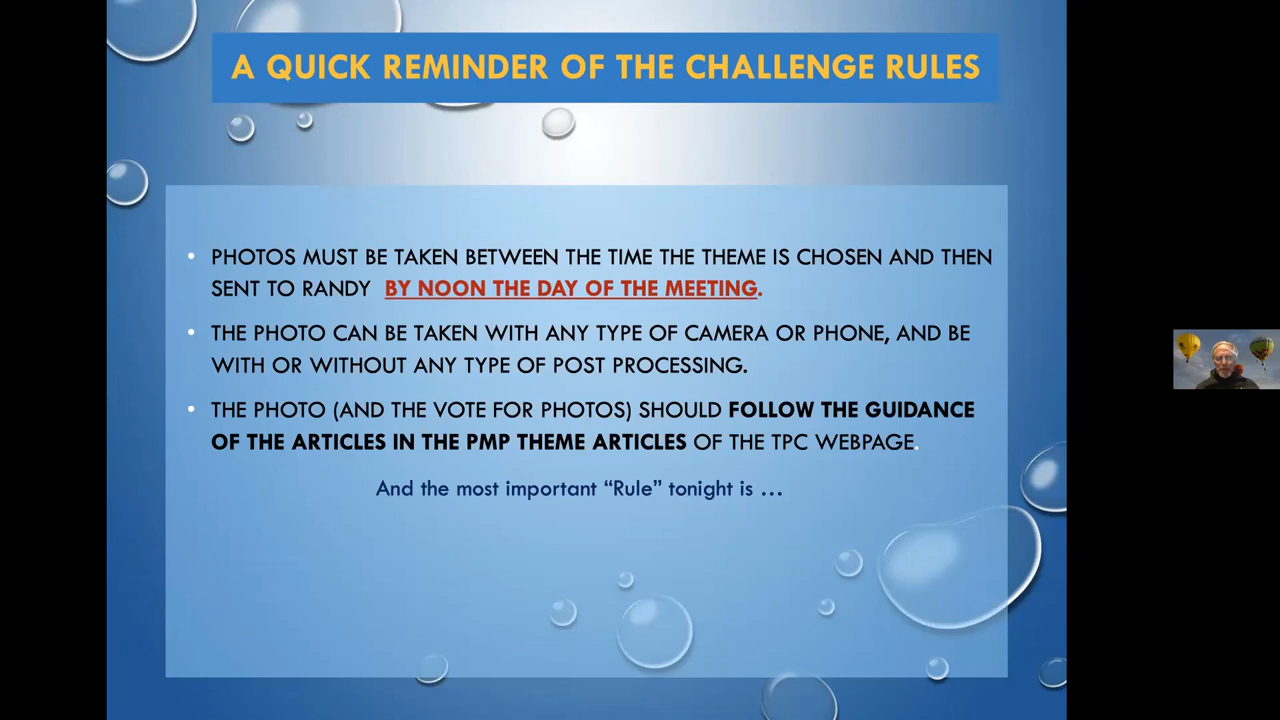 A QUICK REMINDER OF THE CHALLENGE RULES
• PHOTOS MUST BE TAKEN BETWEEN THE TIME THE THEME IS CHOSEN AND THEN
SENT TO RANDY BY NOON THE DAY OF THE MEETING.
• THE PHOTO CAN BE TAKEN WITH ANY TYPE OF CAMERA OR PHONE, AND BE
WITH OR WITHOUT ANY TYPE OF POST PROCESSING.
• THE PHOTO (AND THE VOTE FOR PHOTOS) SHOULD FOLLOW THE GUIDANCE
OF THE ARTICLES IN THE PMP THEME ARTICLES OF THE TPC WEBPAGE.
And the most important “Rule” tonight is …